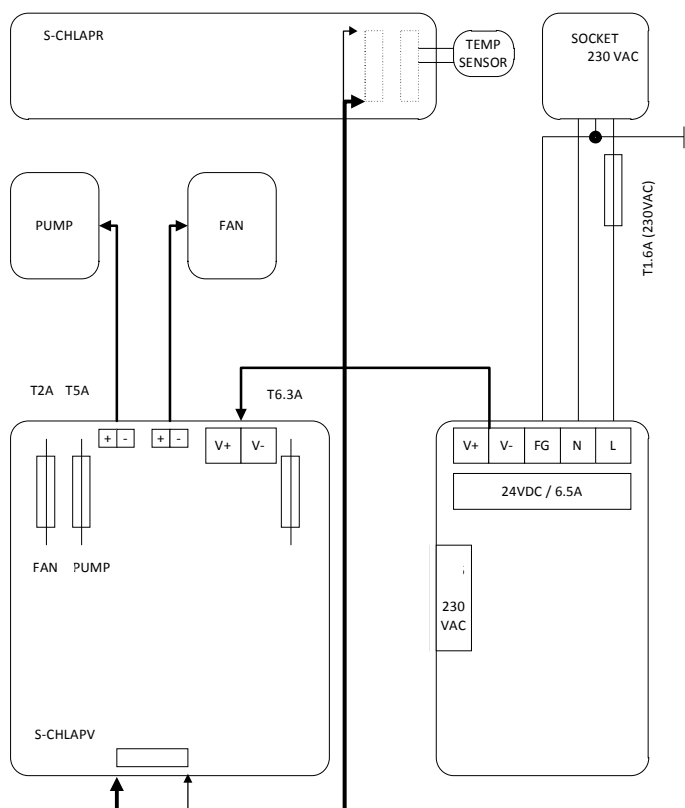 S-CHLAPR
TEMP
SENSOR
SOCKET
230 VAC
PUMP
FAN
T1.6A (230VAC)
T2A T5A
T6.3A
+ - + -
V+ V-
V+ V- FG N L
24VDC / 6.5A
FAN PUMP
230
VAC
S-CHLAPV